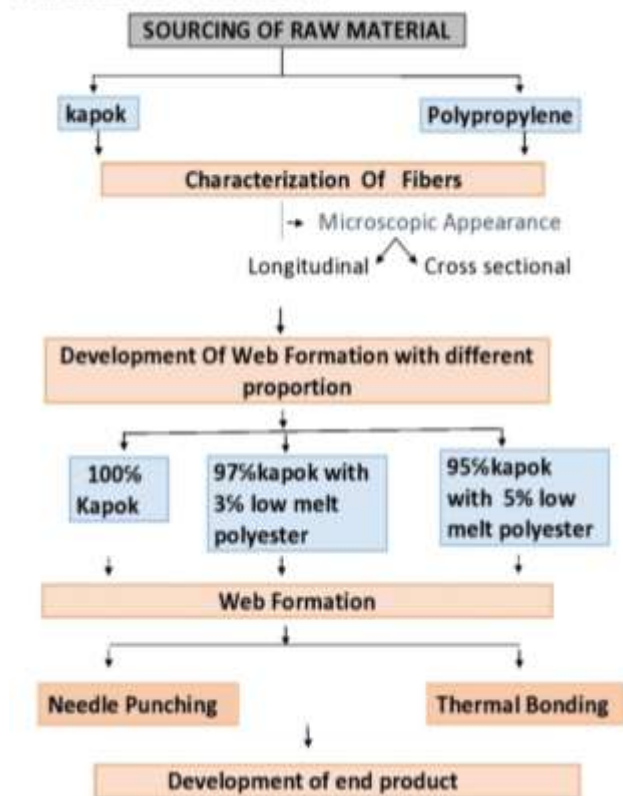 SOURCING OF RAW MATERIAL
kapok
Polypropylene
Characterization Of Fibers
Microscopic Appearance
Longitudinal
Cross sectional
Development Of Web Formation with different
proportion
100%
Kapok
97%kapok with
3% low melt
polyester
95%kapok
with 5% low
melt polyester
Web Formation
Needle Punching
Thermal Bonding
Development of end product